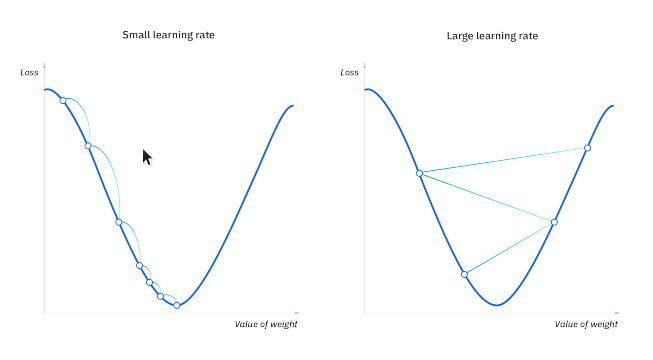 Small learning rate
Large learning rate
Loss
Loss
Value of weight
Value of weight